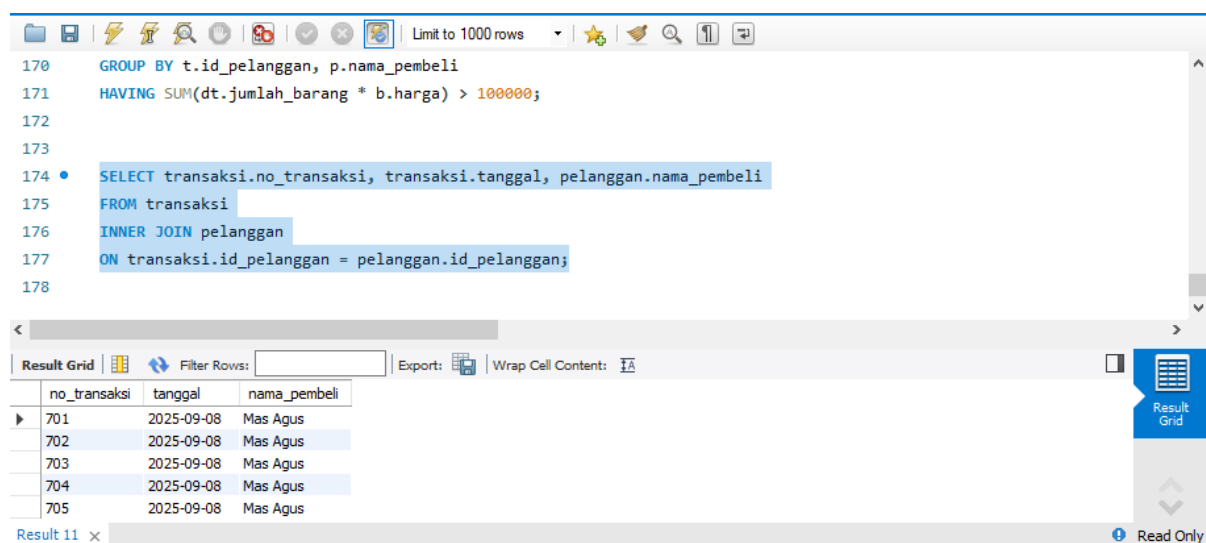 Limit to 1000 rows
170 GROUP BY t.id_pelanggan, p.nama_pembeli
171 HAVING SUM(dt.jumlah_barang * b.harga) > 100000;
172
173
174 SELECT transaksi.no_transaksi, transaksi.tanggal, pelanggan.nama_pembeli
175 FROM transaksi
176 INNER JOIN pelanggan
177 ON transaksi.id_pelanggan = pelanggan.id_pelanggan;
178
Result Grid Filter Rows: Export: Wrap Cell Content:
no_transaksi tanggal nama_pembeli
701 2025-09-08 Mas Agus
702 2025-09-08 Mas Agus
703 2025-09-08 Mas Agus
704 2025-09-08 Mas Agus
705 2025-09-08 Mas Agus
Result
Grid
Result 11 Read Only